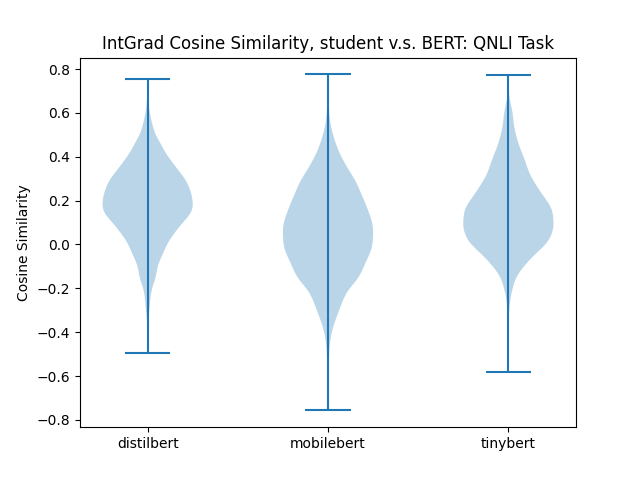 IntGrad Cosine Similarity, student v.s. BERT: QNLI Task
Cosine Similarity
0.8
0.6
0.4
0.2
0.0
−0.2
−0.4
−0.6
−0.8
distilbert
mobilebert
tinybert